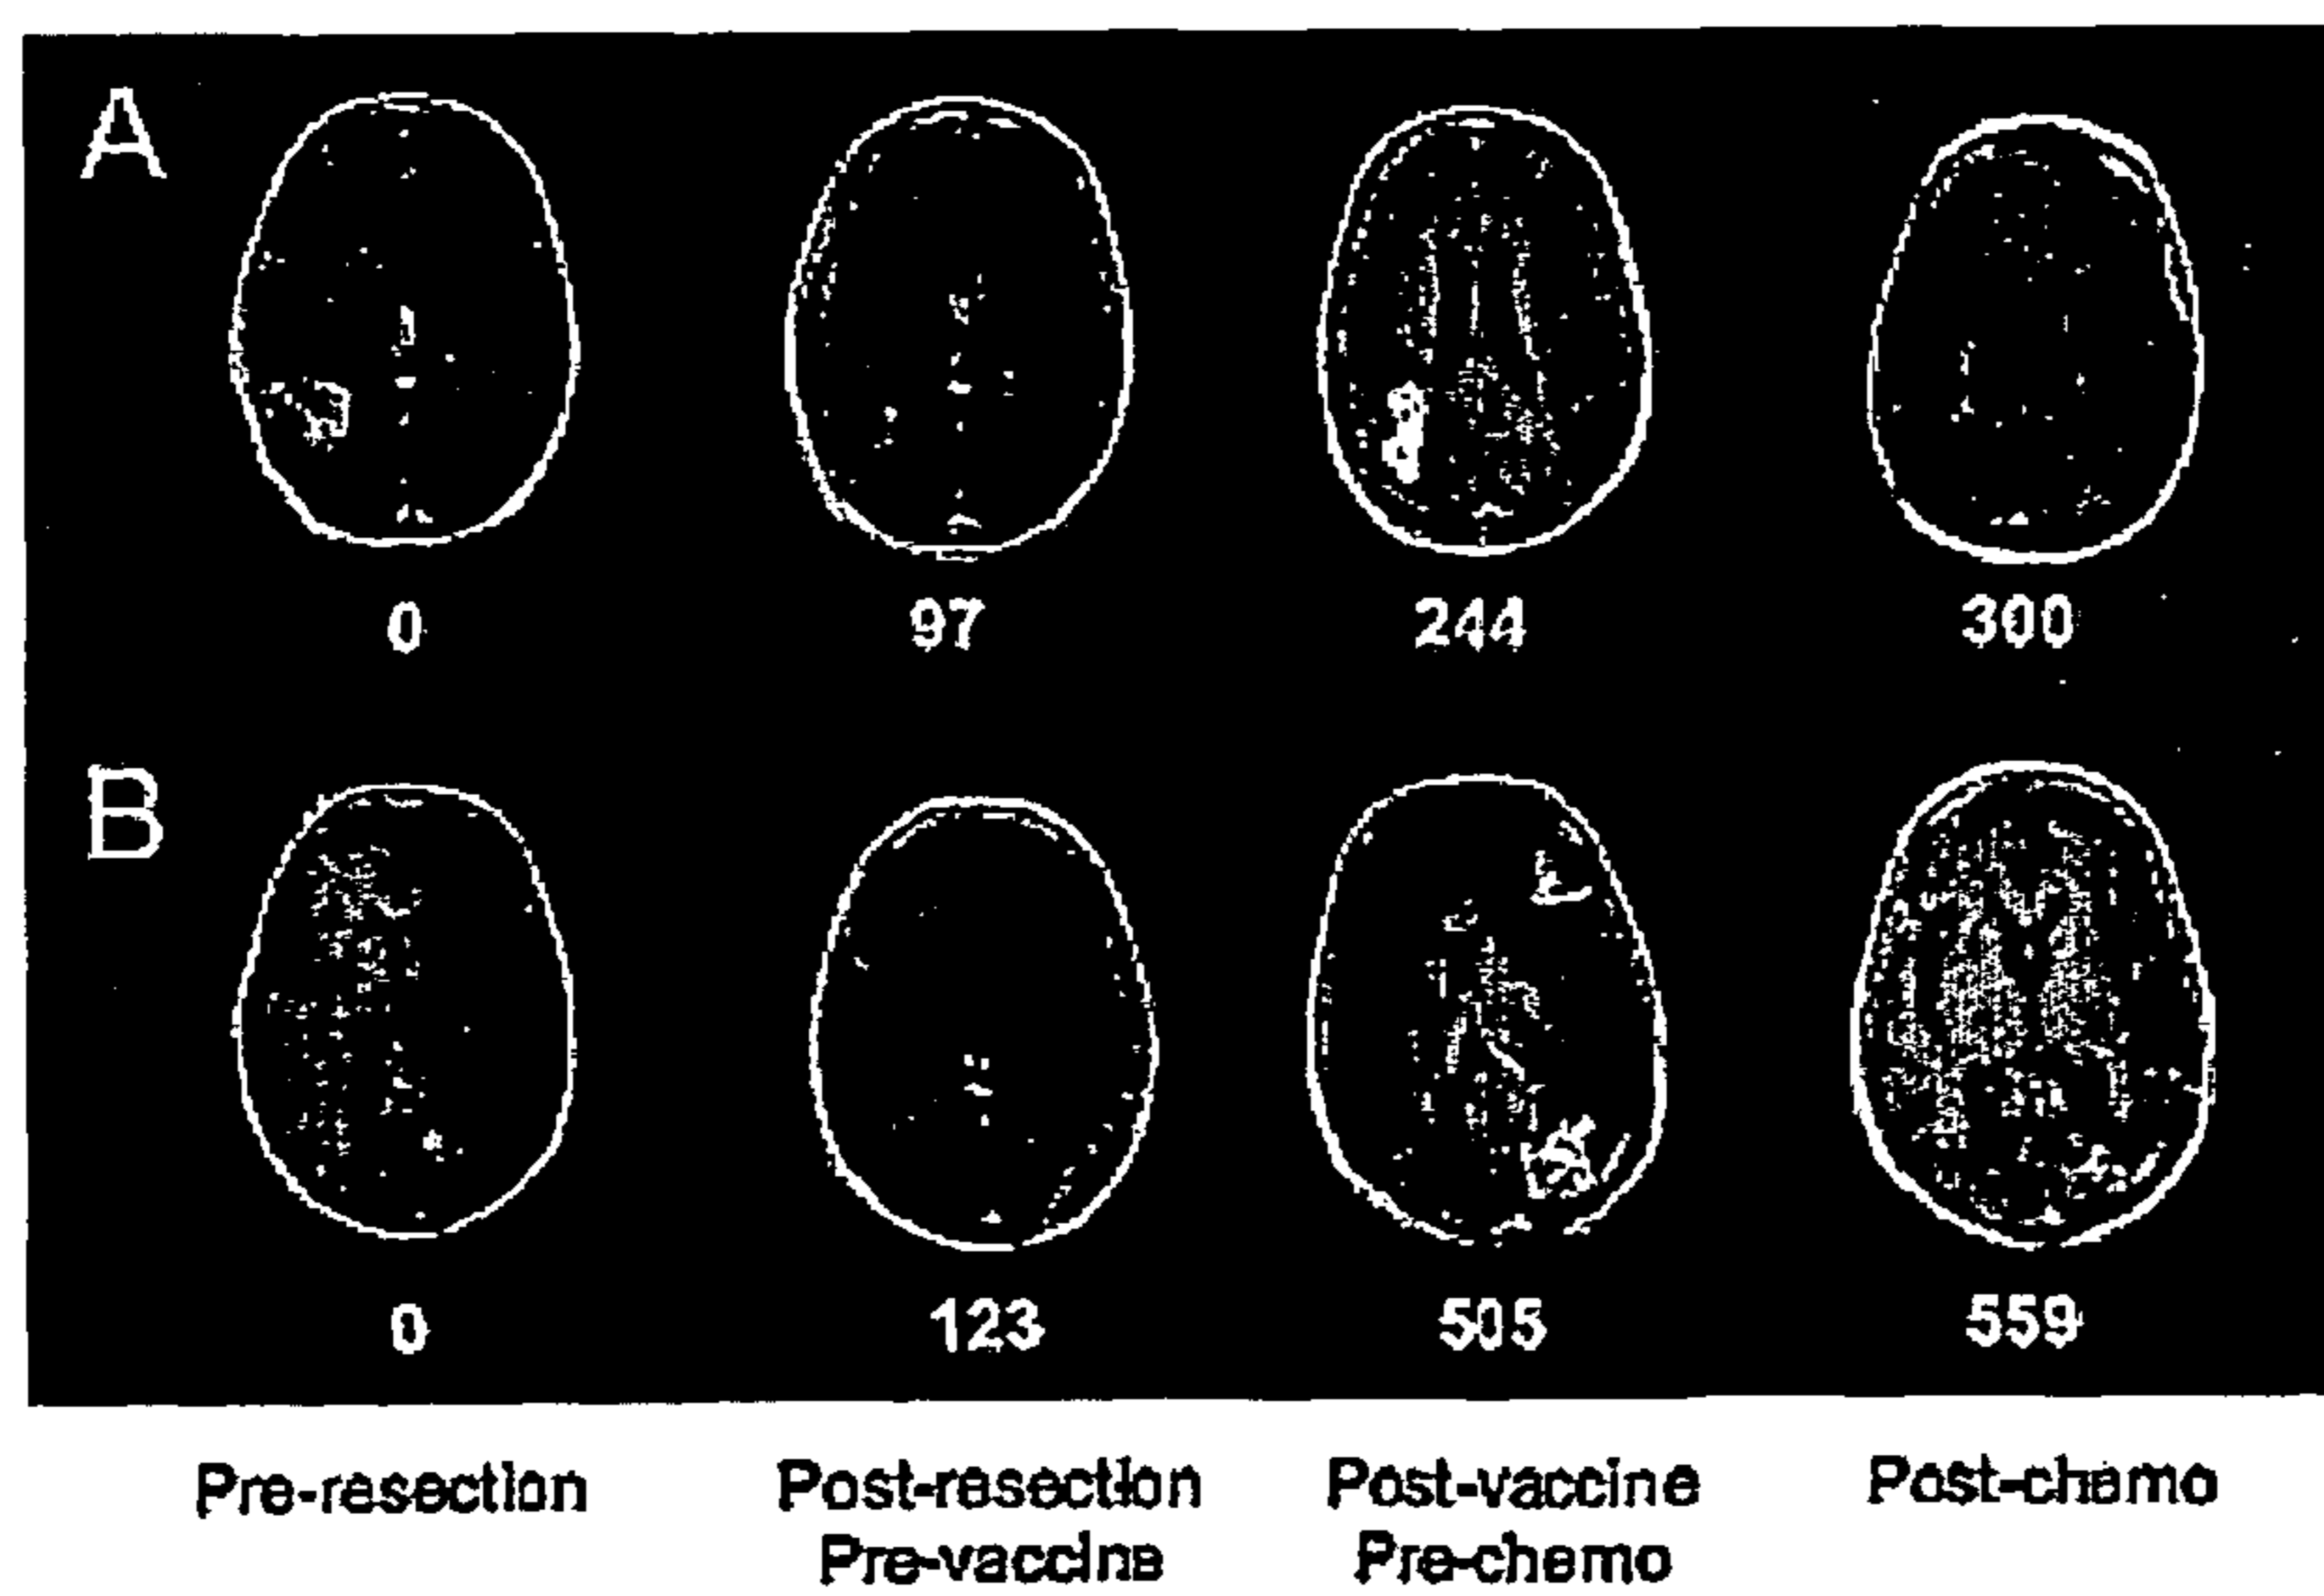 A
0 97 244 300
B
0 123 505 559
Pre-resection Post-resection Post-vaccine Post-chemo
Pre-vaccine Pre-chemo